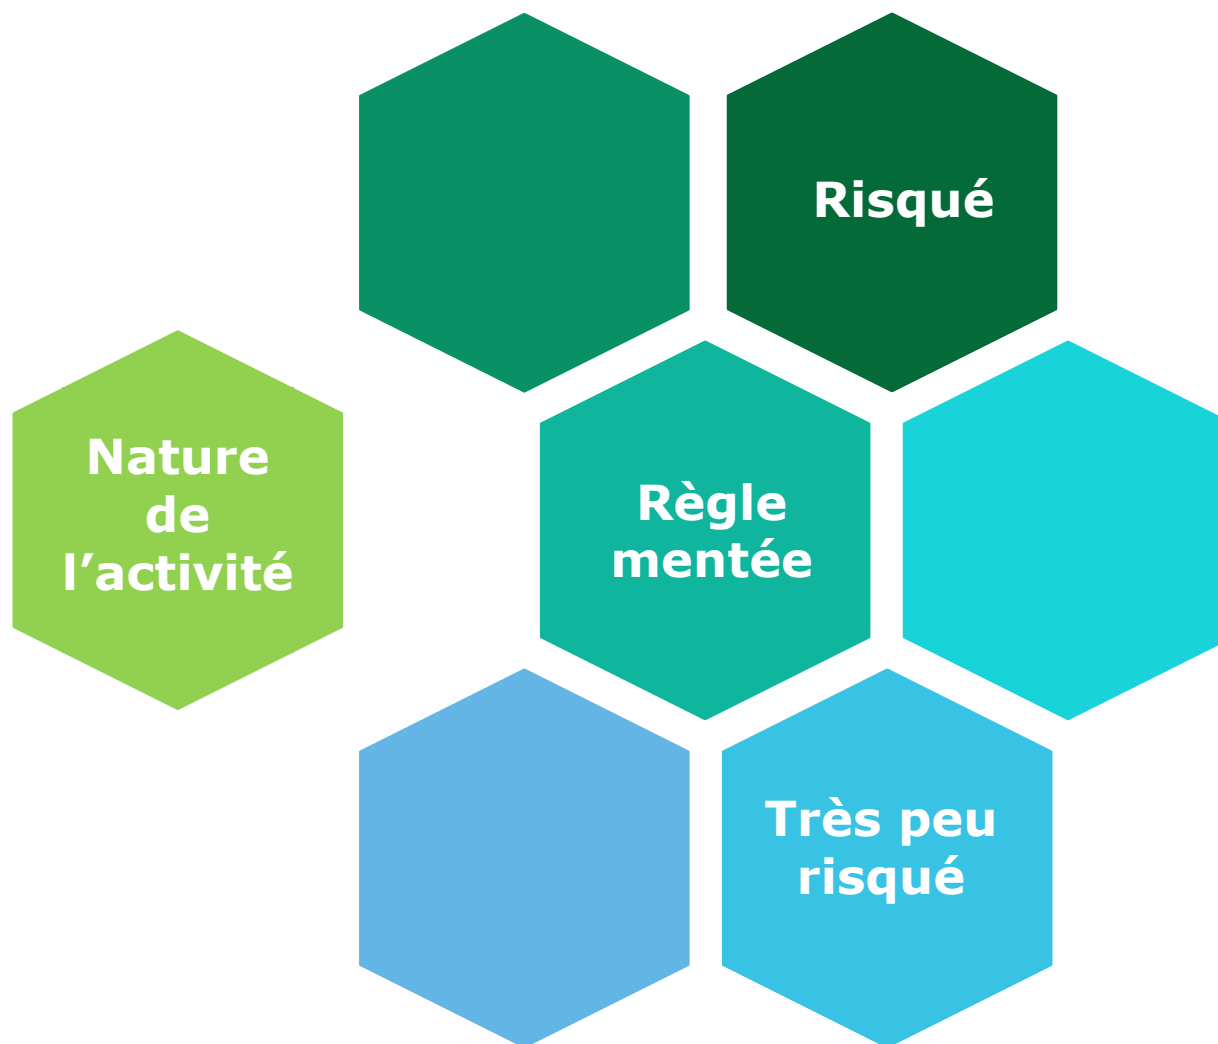 Risqué
Nature
de
l’activité
Règle
mentée
Très peu
risqué